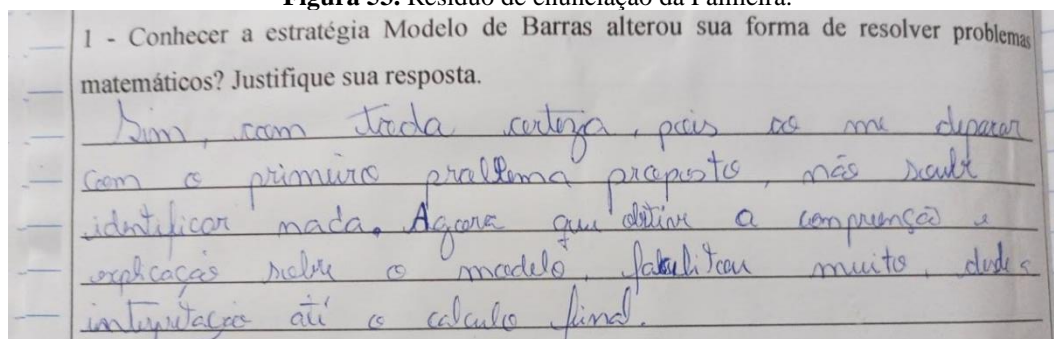 Figura 33. Resíduo de enunciação da Palmeira.
1 - Conhecer a estratégia Modelo de Barras alterou sua forma de resolver problemas
matemáticos? Justifique sua resposta.
Sim, com toda certeza, pois ao me deparar
com o primeiro problema proposto, não soube
identificar nada. Agora que obtive a compreensão e
explicação sobre o modelo, facilitou muito, desde a
interpretação até o calculo final.